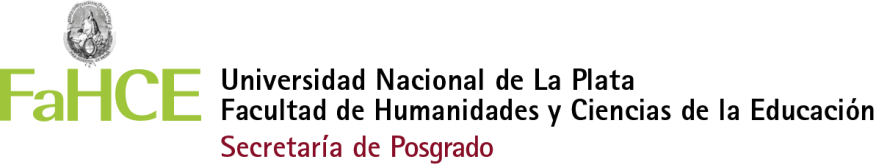 FaHCE
Universidad Nacional de La Plata
Facultad de Humanidades y Ciencias de la Educación
Secretaría de Posgrado